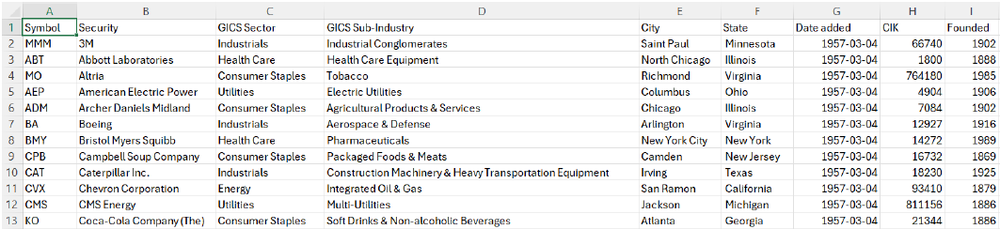 A B C D E F G H I
1 Symbol Security GICS Sector GICS Sub-Industry City State Date added CIK Founded
2 MMM 3M Industrials Industrial Conglomerates Saint Paul Minnesota 1957-03-04 66740 1902
3 ABT Abbott Laboratories Health Care Health Care Equipment North Chicago Illinois 1957-03-04 1800 1888
4 MO Altria Consumer Staples Tobacco Richmond Virginia 1957-03-04 764180 1985
5 AEP American Electric Power Utilities Electric Utilities Columbus Ohio 1957-03-04 4904 1906
6 ADM Archer Daniels Midland Consumer Staples Agricultural Products & Services Chicago Illinois 1957-03-04 7084 1902
7 BA Boeing Industrials Aerospace & Defense Arlington Virginia 1957-03-04 12927 1916
8 BMY Bristol Myers Squibb Health Care Pharmaceuticals New York City New York 1957-03-04 14272 1989
9 CPB Campbell Soup Company Consumer Staples Packaged Foods & Meats Camden New Jersey 1957-03-04 16732 1869
10 CAT Caterpillar Inc. Industrials Construction Machinery & Heavy Transportation Equipment Irving Texas 1957-03-04 18230 1925
11 CVX Chevron Corporation Energy Integrated Oil & Gas San Ramon California 1957-03-04 93410 1879
12 CMS CMS Energy Utilities Multi-Utilities Jackson Michigan 1957-03-04 811156 1886
13 KO Coca-Cola Company (The) Consumer Staples Soft Drinks & Non-alcoholic Beverages Atlanta Georgia 1957-03-04 21344 1886